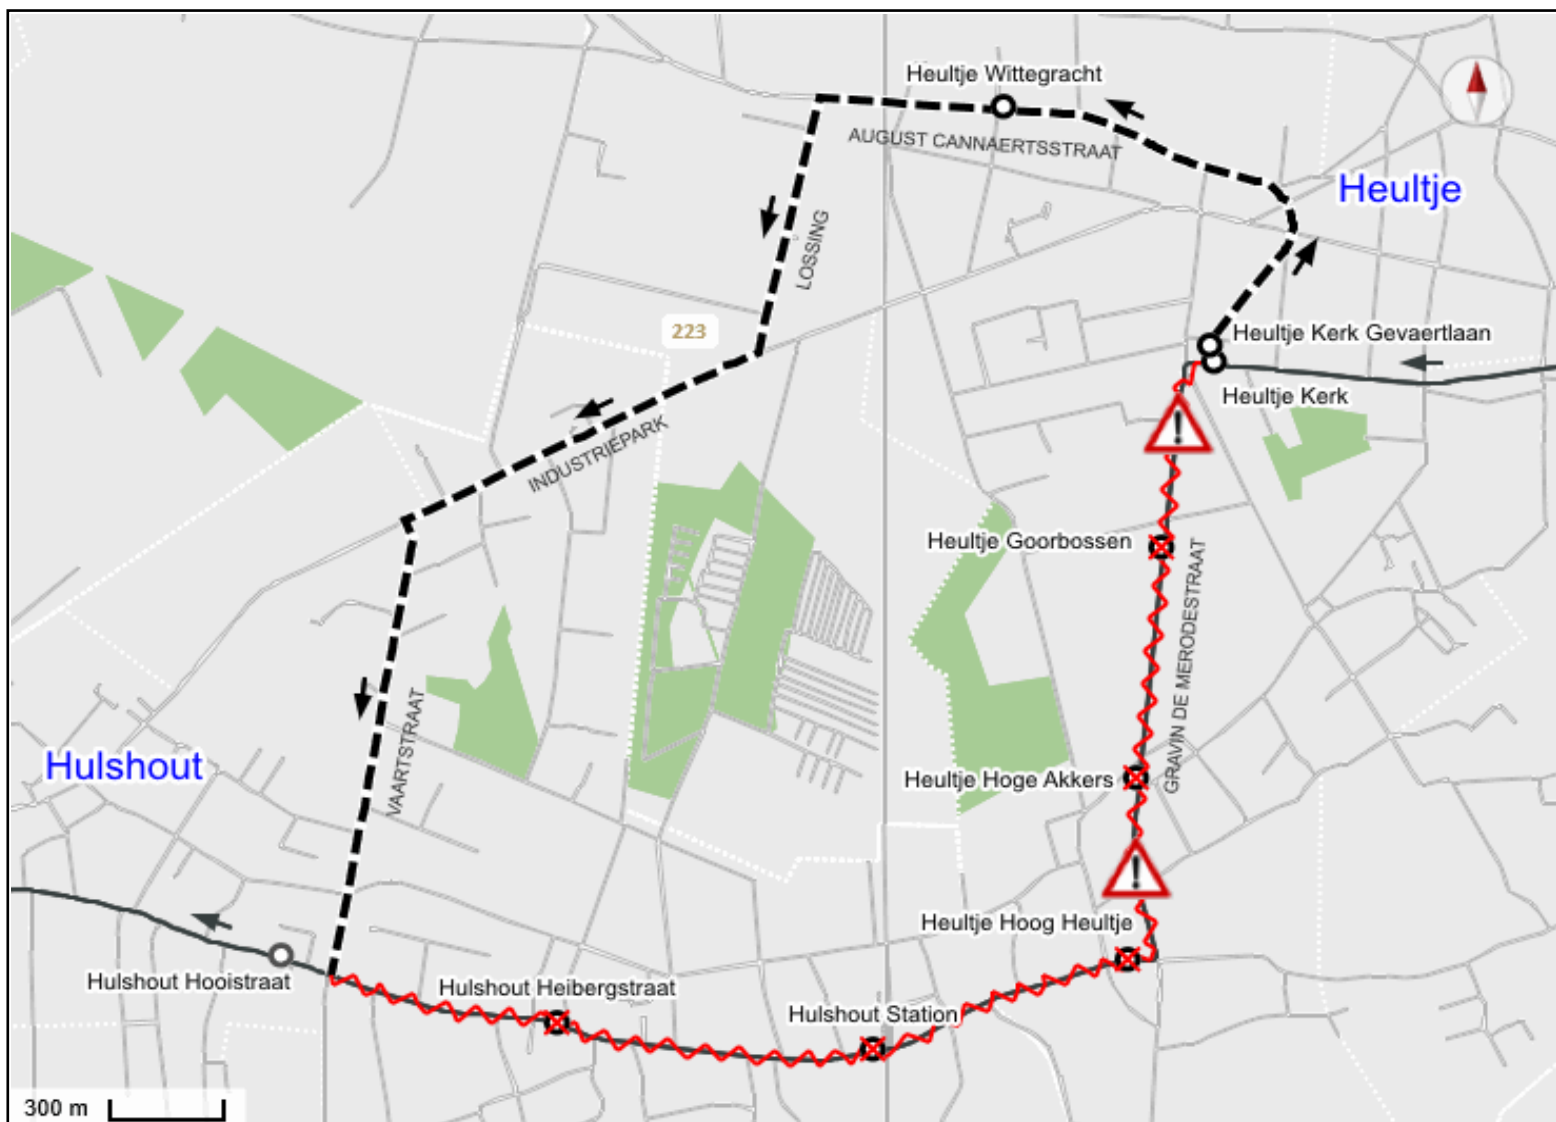 Heultje Wittegracht
AUGUST CANNAERTSSTRAAT
Heultje
LOSSING
223
Heultje Kerk Gevaertlaan
Heultje Kerk
INDUSTRIEPARK
Heultje Goorbossen
GRAVIN DE MERODESTRAAT
VAARTSTRAAT
Hulshout
Heultje Hoge Akkers
Heultje Hoog Heultje
Hulshout Hooistraat
Hulshout Heibergstraat
Hulshout Station
300 m